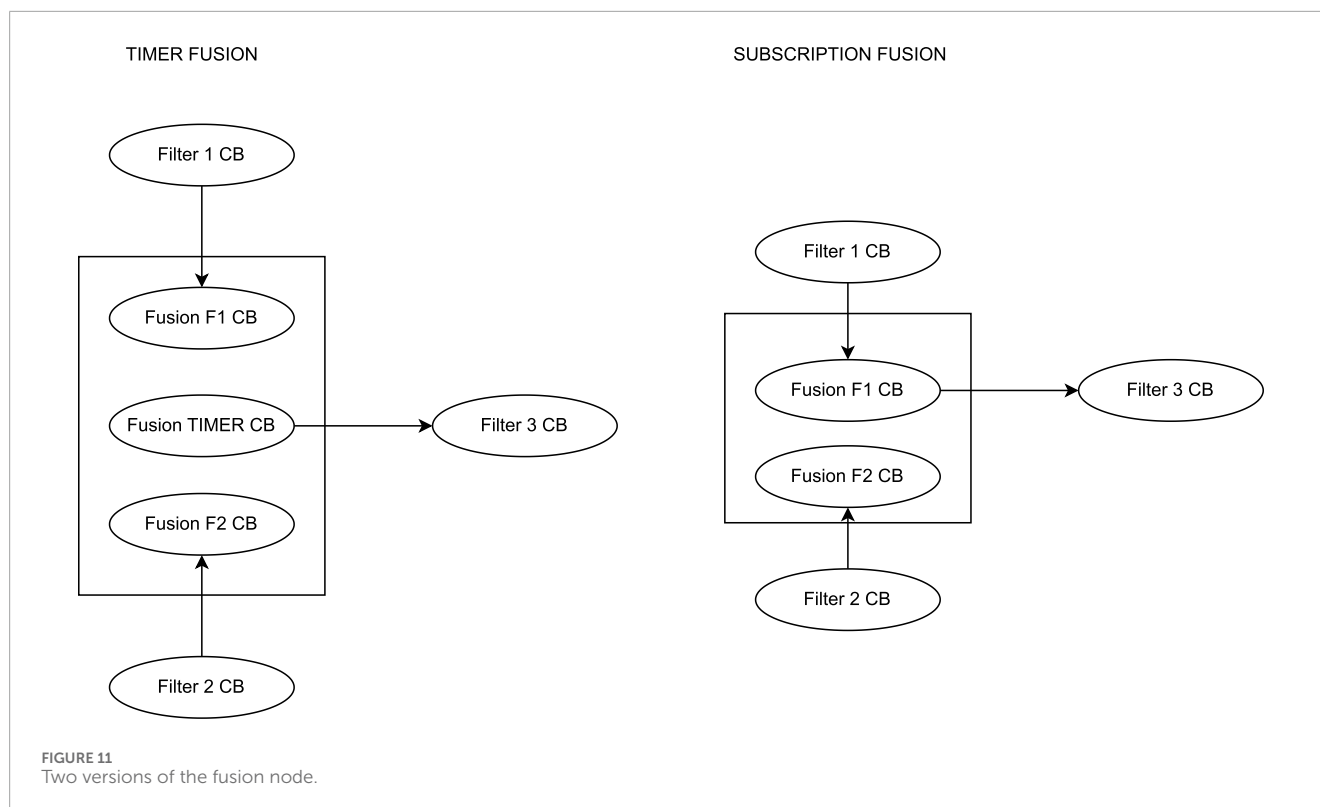 TIMER FUSION
Filter 1 CB
Fusion F1 CB
Fusion TIMER CB
Filter 3 CB
Fusion F2 CB
Filter 2 CB
SUBSCRIPTION FUSION
Filter 1 CB
Fusion F1 CB
Filter 3 CB
Fusion F2 CB
Filter 2 CB
FIGURE 11
Two versions of the fusion node.